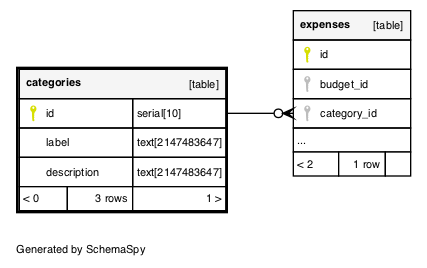 expenses [table]
id
budget_id
category_id
...
< 2 1 row
categories [table]
id serial[10]
label text[2147483647]
description text[2147483647]
< 0 3 rows 1 >
Generated by SchemaSpy